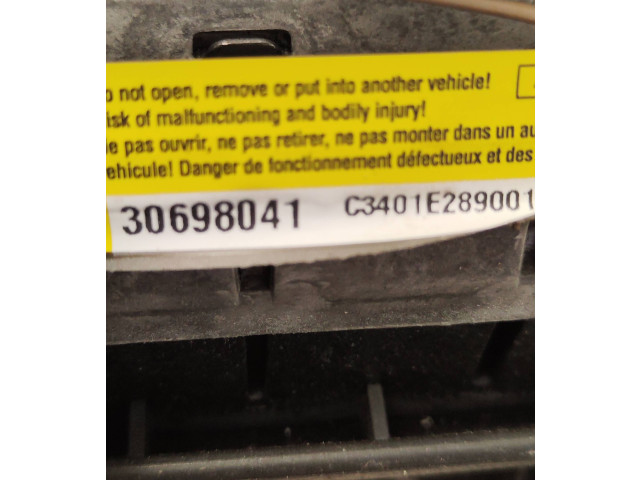 not open, remove or put into another vehicle!
isk of malfunctioning and bodily injury!
e pas ouvrir, ne pas retirer, ne pas monter dans un au
ehicule! Danger de fonctionnement défectueux et des
30698041 C3401E289001